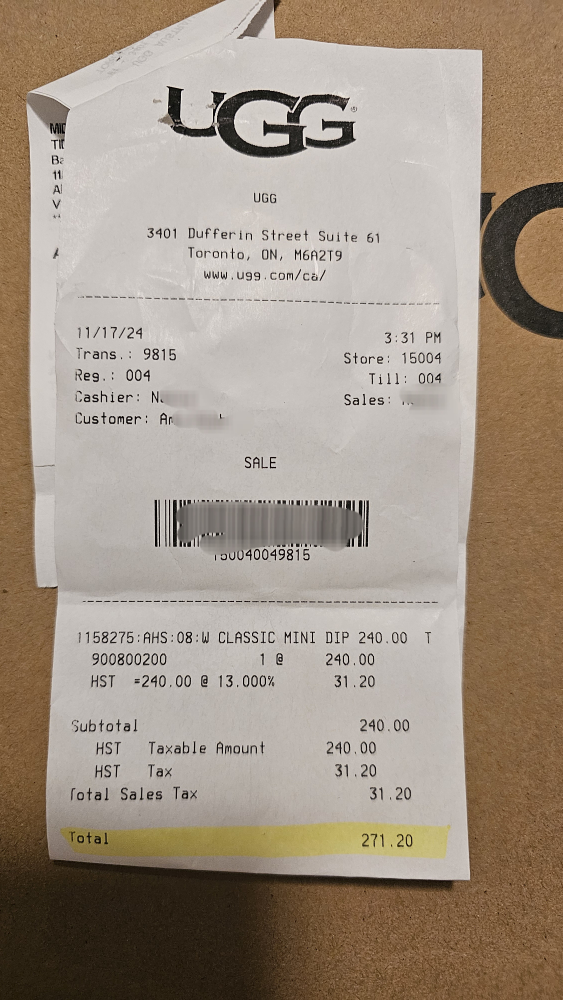 UGG
UGG
3401 Dufferin Street Suite 61
Toronto, ON, M6A2T9
www.ugg.com/ca/
11/17/24 3:31 PM
Trans.: 9815 Store: 15004
Reg.: 004 Till: 004
Cashier: N
Sales:
Customer: Ar
SALE
150040049815
1158275:AHS:08:W CLASSIC MINI DIP 240.00 T
900800200 1 @ 240.00
HST =240.00 @ 13.000% 31.20
Subtotal 240.00
HST Taxable Amount 240.00
HST Tax 31.20
Total Sales Tax 31.20
Total 271.20